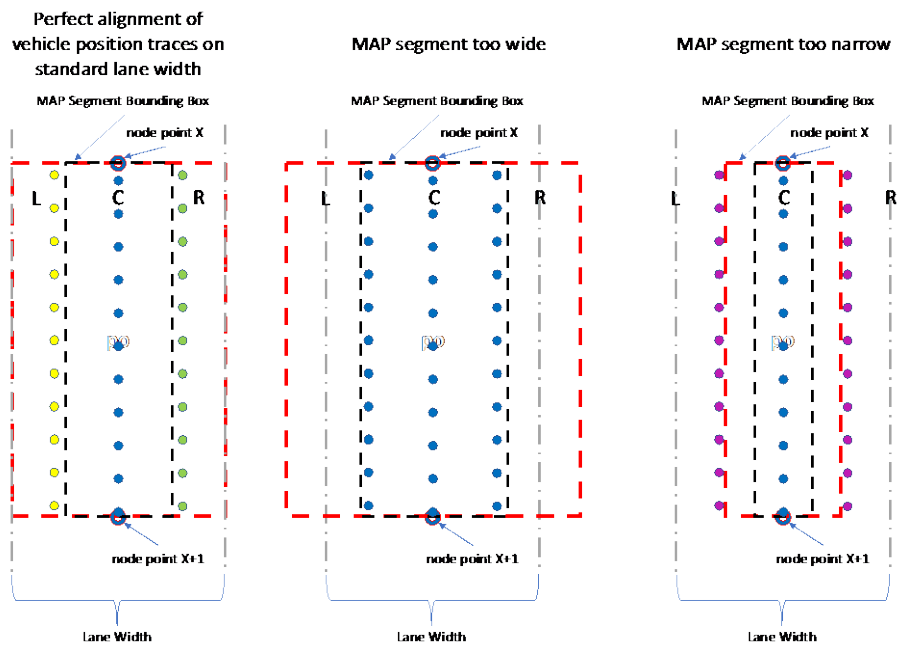 Perfect alignment of
vehicle position traces on
standard lane width
MAP Segment Bounding Box
node point X
L
C
R
node point X+1
Lane Width
MAP segment too wide
MAP Segment Bounding Box
node point X
L
C
R
node point X+1
Lane Width
MAP segment too narrow
MAP Segment Bounding Box
node point X
L
C
R
node point X+1
Lane Width